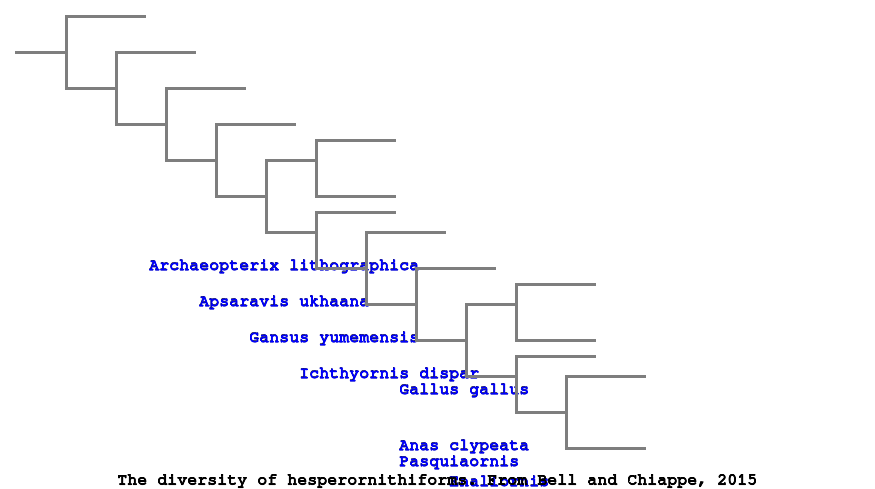 Archaeopterix lithographica
Apsaravis ukhaana
Gansus yumemensis
Ichthyornis dispar
Gallus gallus
Anas clypeata
Pasquiaornis
The diversity of hesperornithiforms. From Bell and Chiappe, 2015
Enaliornis